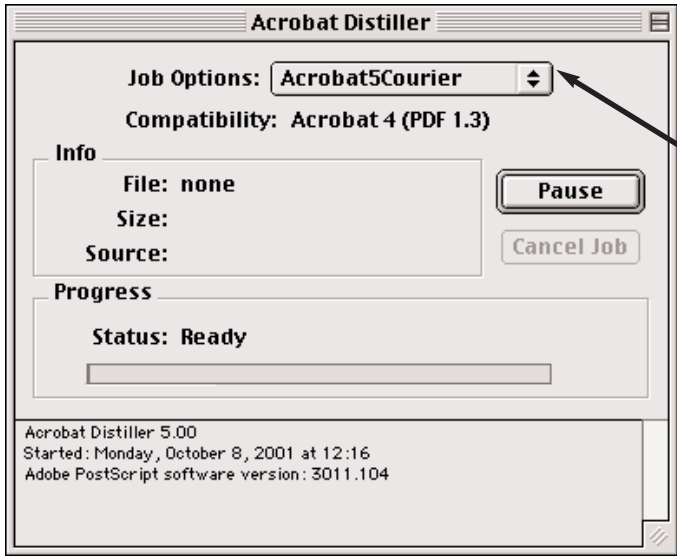 Acrobat Distiller
Job Options: Acrobat5Courier
Compatibility: Acrobat 4 (PDF 1.3)
Info
File: none
Size:
Source:
Pause
Cancel Job
Progress
Status: Ready
Acrobat Distiller 5.00
Started: Monday, October 8, 2001 at 12:16
Adobe PostScript software version: 3011.104